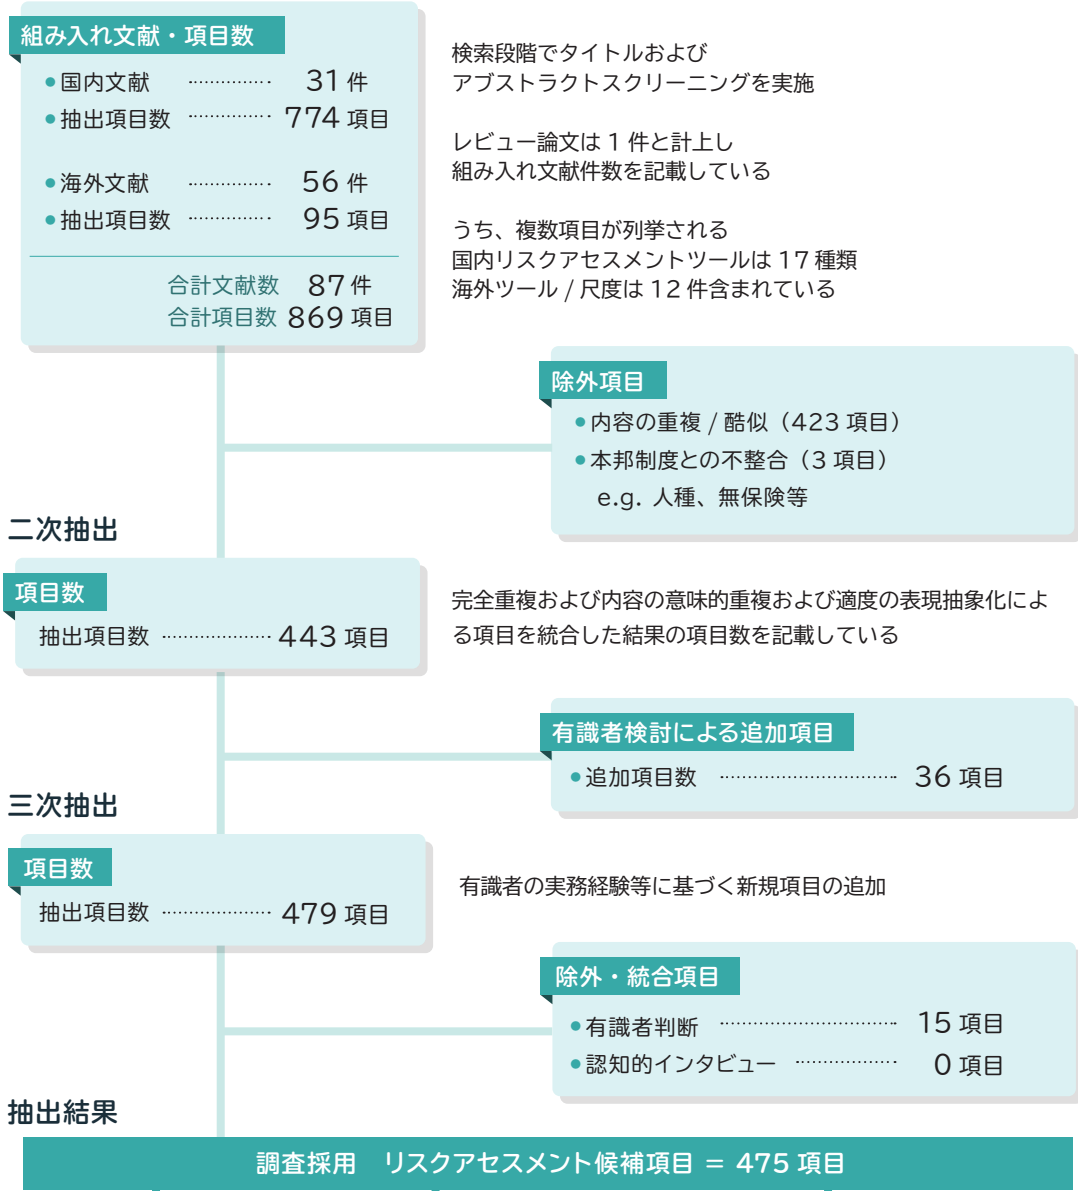 組み入れ文献・項目数
●国内文献 ･･････････････ 31 件
●抽出項目数 ･･････････････ 774 項目
●海外文献 ･･････････････ 56 件
●抽出項目数 ･･････････････ 95 項目
合計文献数 87 件
合計項目数 869 項目
検索段階でタイトルおよび
アブストラクトスクリーニングを実施
レビュー論文は 1 件と計上し
組み入れ文献件数を記載している
うち、複数項目が列挙される
国内リスクアセスメントツールは 17 種類
海外ツール / 尺度は 12 件含まれている
除外項目
●内容の重複 / 酷似（423 項目）
●本邦制度との不整合（3 項目）
e.g. 人種、無保険等
二次抽出
項目数
抽出項目数 ････････････････････ 443 項目
完全重複および内容の意味的重複および適度の表現抽象化によ
る項目を統合した結果の項目数を記載している
有識者検討による追加項目
●追加項目数 ････････････････････････････････ 36 項目
三次抽出
項目数
抽出項目数 ････････････････････ 479 項目
有識者の実務経験等に基づく新規項目の追加
除外・統合項目
●有識者判断 ････････････････････････････････ 15 項目
●認知的インタビュー ･･････････････････ 0 項目
抽出結果
調査採用 リスクアセスメント候補項目 = 475 項目